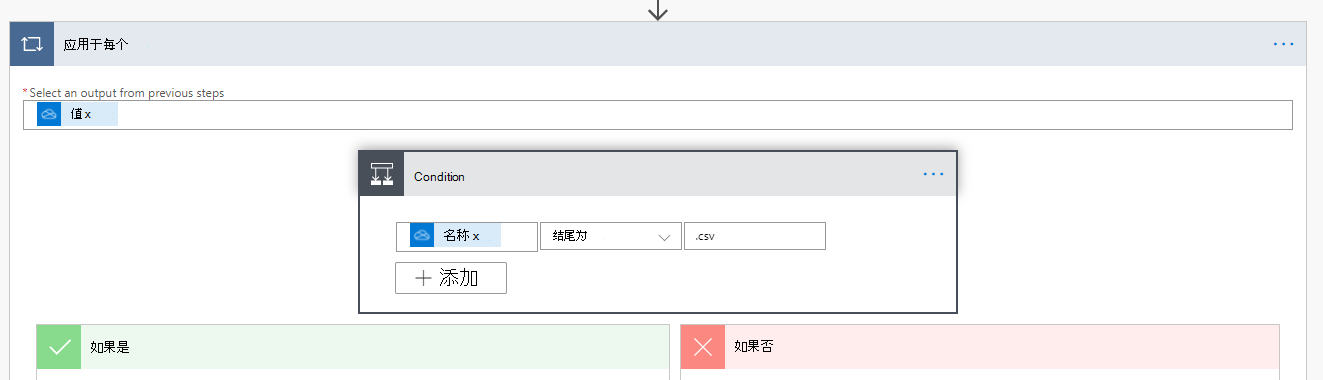 应用于每个
*Select an output from previous steps
值 x
Condition
名称 x 结尾为 .csv
添加
如果是 如果否